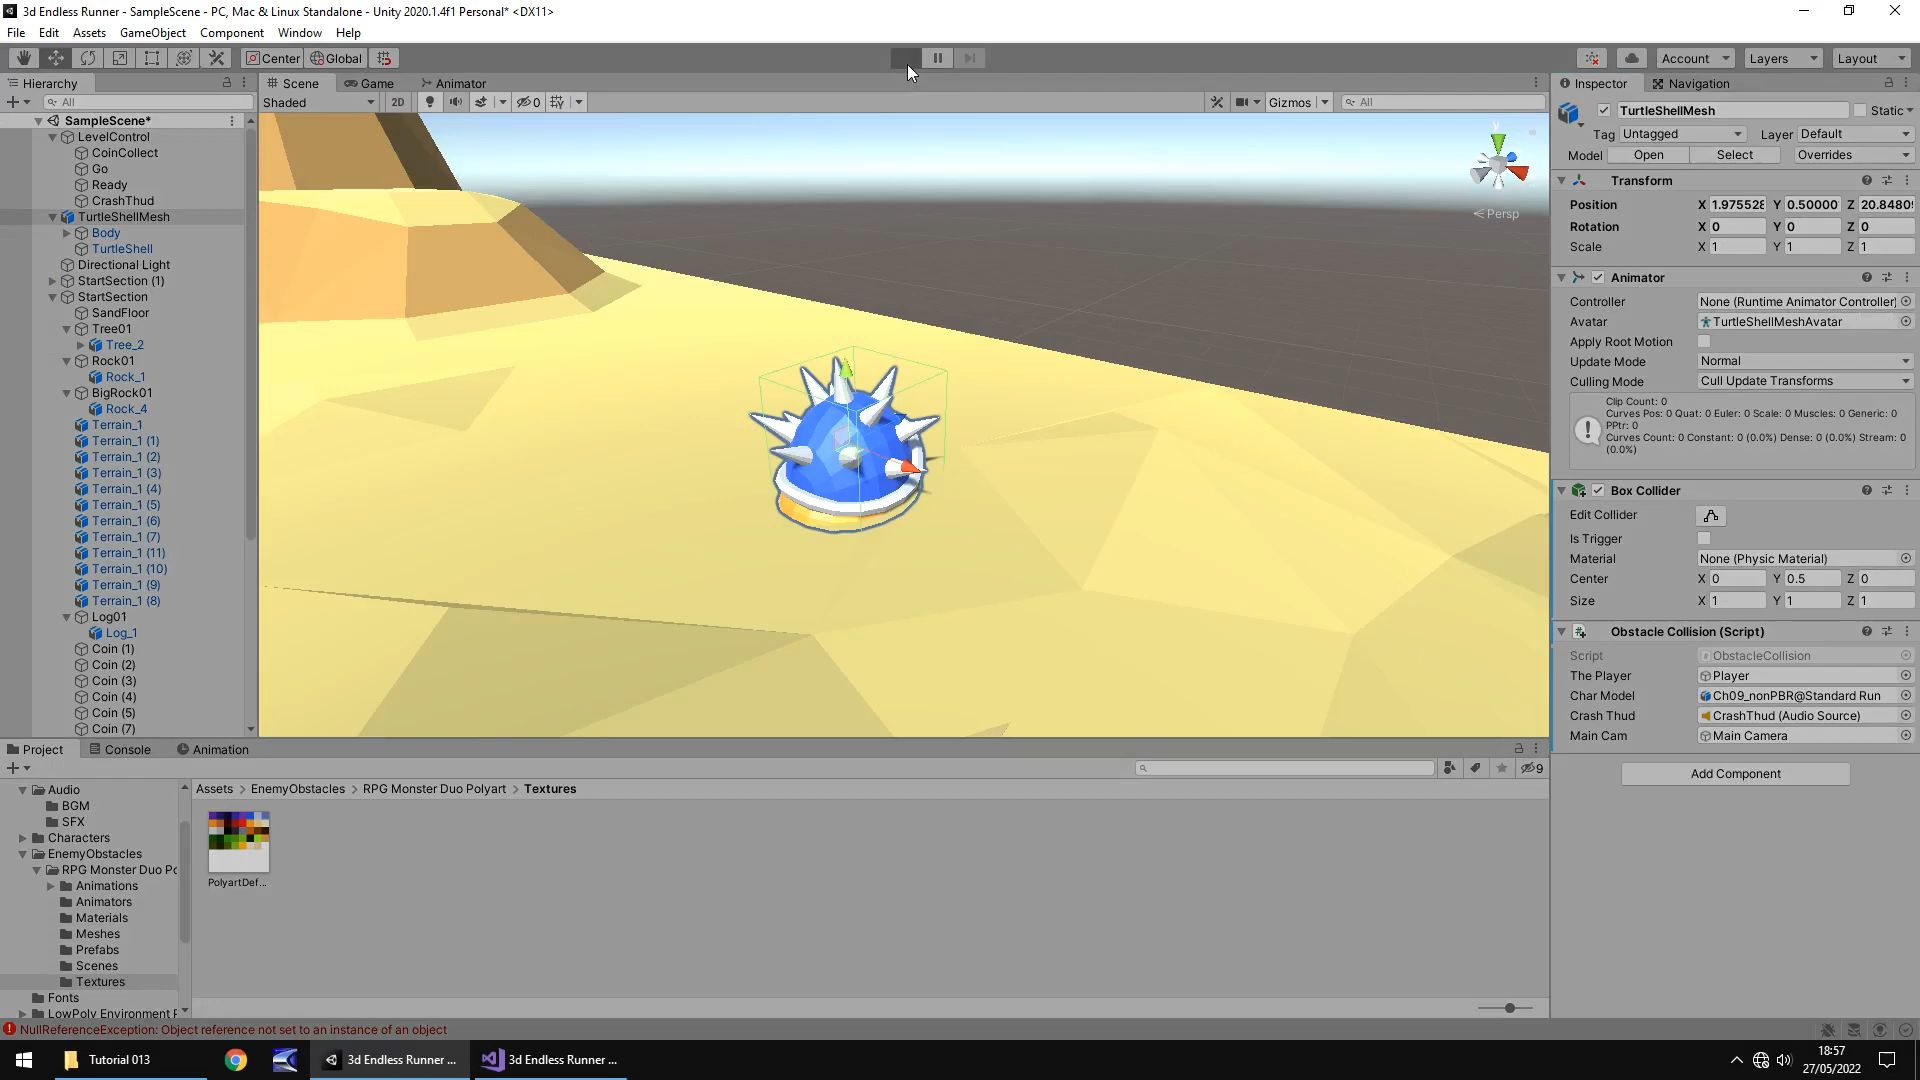 3d Endless Runner - SampleScene - PC, Mac & Linux Standalone - Unity 2020.1.4f1 Personal* <DX11>
File Edit Assets GameObject Component Window Help
Center Global Account Layers Layout
Hierarchy
All
SampleScene*
LevelControl
CoinCollect
Go
Ready
CrashThud
TurtleShellMesh
Body
TurtleShell
Directional Light
StartSection (1)
StartSection
SandFloor
Tree01
Tree_2
Rock01
Rock_1
BigRock01
Rock_4
Terrain_1
Terrain_1 (1)
Terrain_1 (2)
Terrain_1 (3)
Terrain_1 (4)
Terrain_1 (5)
Terrain_1 (6)
Terrain_1 (7)
Terrain_1 (11)
Terrain_1 (10)
Terrain_1 (9)
Terrain_1 (8)
Log01
Log_1
Coin (1)
Coin (2)
Coin (3)
Coin (4)
Coin (5)
Coin (7)
Scene Game Animator
Shaded 2D 0 Gizmos All
Persp
Inspector Navigation
TurtleShellMesh Static
Tag Untagged Layer Default
Model Open Select Overrides
Transform
Position X 1.975528 Y 0.50000 Z 20.8480
Rotation X 0 Y 0 Z 0
Scale X 1 Y 1 Z 1
Animator
Controller None (Runtime Animator Controller)
Avatar TurtleShellMeshAvatar
Apply Root Motion
Update Mode Normal
Culling Mode Cull Update Transforms
Clip Count: 0
Curves Pos: 0 Quat: 0 Euler: 0 Scale: 0 Muscles: 0 Generic: 0
PPtr: 0
Curves Count: 0 Constant: 0 (0.0%) Dense: 0 (0.0%) Stream: 0
(0.0%)
Box Collider
Edit Collider
Is Trigger
Material None (Physic Material)
Center X 0 Y 0.5 Z 0
Size X 1 Y 1 Z 1
Obstacle Collision (Script)
Script ObstacleCollision
The Player Player
Char Model Ch09_nonPBR@Standard Run
Crash Thud CrashThud (Audio Source)
Main Cam Main Camera
Add Component
Project Console Animation
9
Audio
BGM
SFX
Characters
EnemyObstacles
RPG Monster Duo Po
Animations
Animators
Materials
Meshes
Prefabs
Scenes
Textures
Fonts
LowPoly Environment P
Assets > EnemyObstacles > RPG Monster Duo Polyart > Textures
PolyartDef...
NullReferenceException: Object reference not set to an instance of an object
Tutorial 013 3d Endless Runner ... 3d Endless Runner ...
18:57
27/05/2022